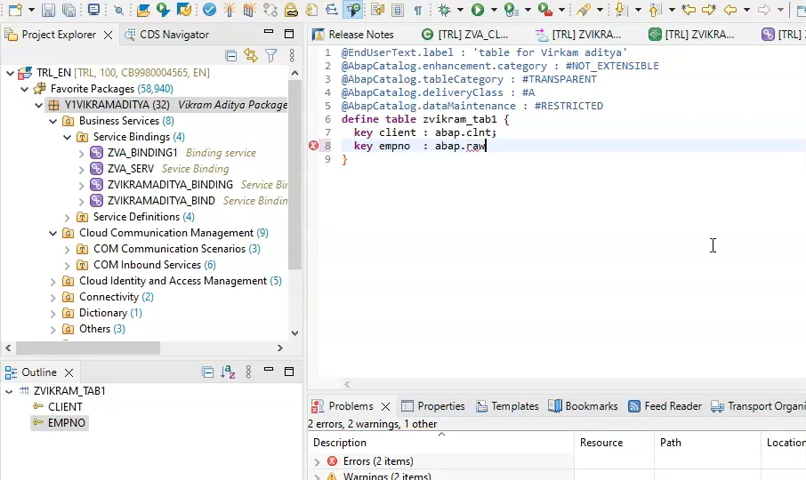 Project Explorer
CDS Navigator
TRL_EN (TRL, 100, CB9980004565, EN)
Favorite Packages (58,940)
Y1VIKRAMADITYA (32) Vikram Aditya Package
Business Services (8)
Service Bindings (4)
ZVA_BINDING1 Binding service
ZVA_SERV Sevice Binding
ZVIKRAMADITYA_BINDING Service Bi
ZVIKRAMADITYA_BIND Service Bindi
Service Definitions (4)
Cloud Communication Management (9)
COM Communication Scenarios (3)
COM Inbound Services (6)
Cloud Identity and Access Management (5)
Connectivity (2)
Dictionary (1)
Others (3)
Outline
ZVIKRAM_TAB1
CLIENT
EMPNO
Release Notes
[TRL] ZVA_CL...
[TRL] ZVIKRA...
[TRL] ZVIKRA...
[TRL] ZVI
1 @EndUserText.label : 'table for Virkam aditya'
2 @AbapCatalog.enhancement.category : #NOT_EXTENSIBLE
3 @AbapCatalog.tableCategory : #TRANSPARENT
4 @AbapCatalog.deliveryClass : #A
5 @AbapCatalog.dataMaintenance : #RESTRICTED
6 define table zvikram_tab1 {
7 key client : abap.clnt;
8 key empno : abap.raw
9 }
Problems
Properties
Templates
Bookmarks
Feed Reader
Transport Organi
2 errors, 2 warnings, 1 other
Description Resource Path Location
Errors (2 items)
Warnings (2 items)